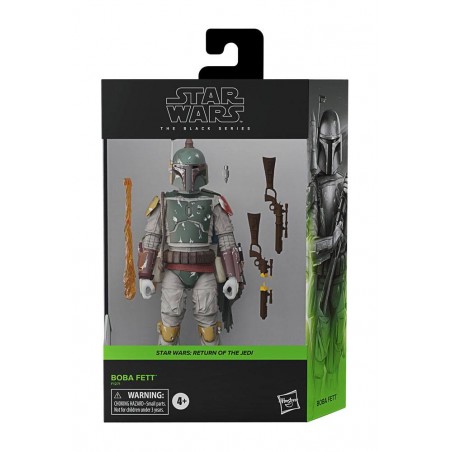 STAR
WARS
THE BLACK SERIES
STAR WARS: RETURN OF THE JEDI
BOBA FETT™
WARNING:
CHOKING HAZARD–Small parts.
Not for children under 3 years.
4+
Hasbro
BOBA FETT